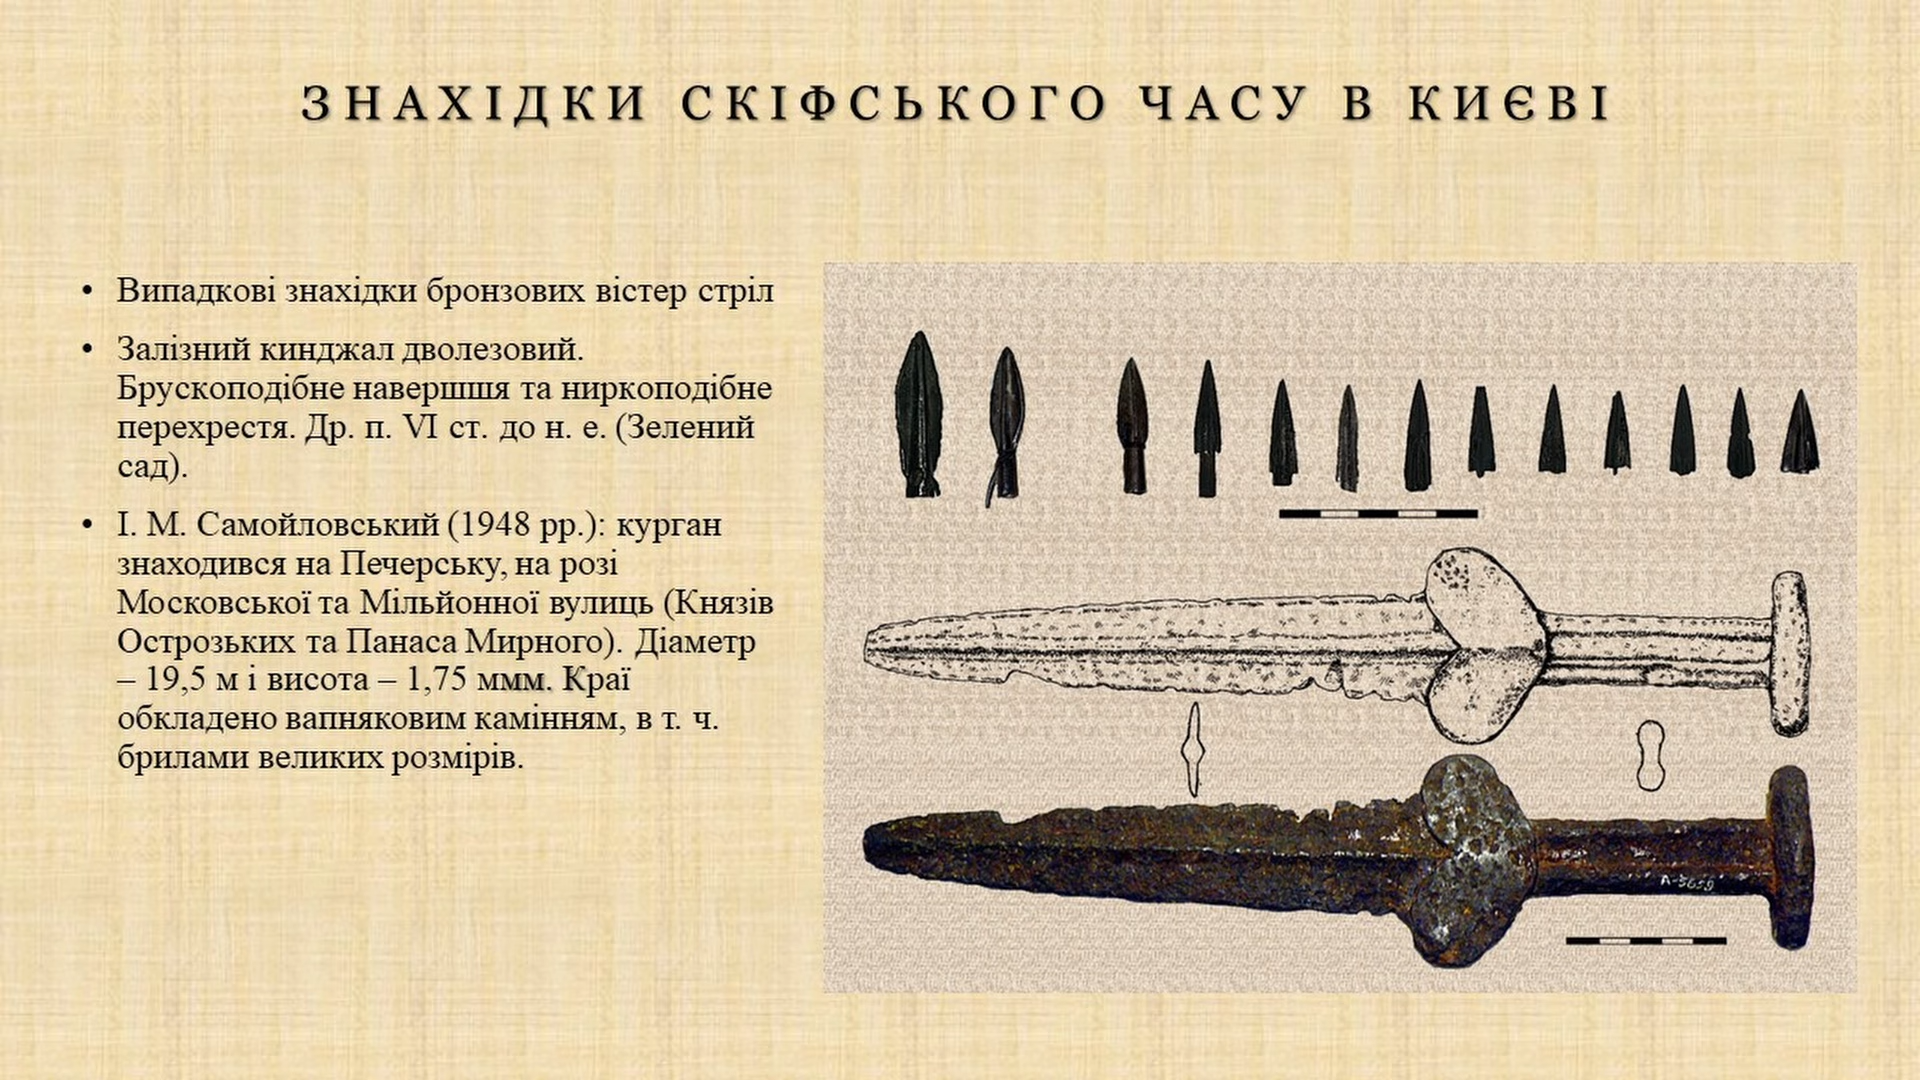 ЗНАХІДКИ СКІФСЬКОГО ЧАСУ В КИЄВІ
• Випадкові знахідки бронзових вістер стріл
• Залізний кинджал дволезовий.
Брускоподібне навершшя та ниркоподібне
перехрестя. Др. п. VI ст. до н. е. (Зелений
сад).
• І. М. Самойловський (1948 рр.): курган
знаходився на Печерську, на розі
Московської та Мільйонної вулиць (Князів
Острозьких та Панаса Мирного). Діаметр
– 19,5 м і висота – 1,75 ммм. Краї
обкладено вапняковим камінням, в т. ч.
брилами великих розмірів.
А-5659